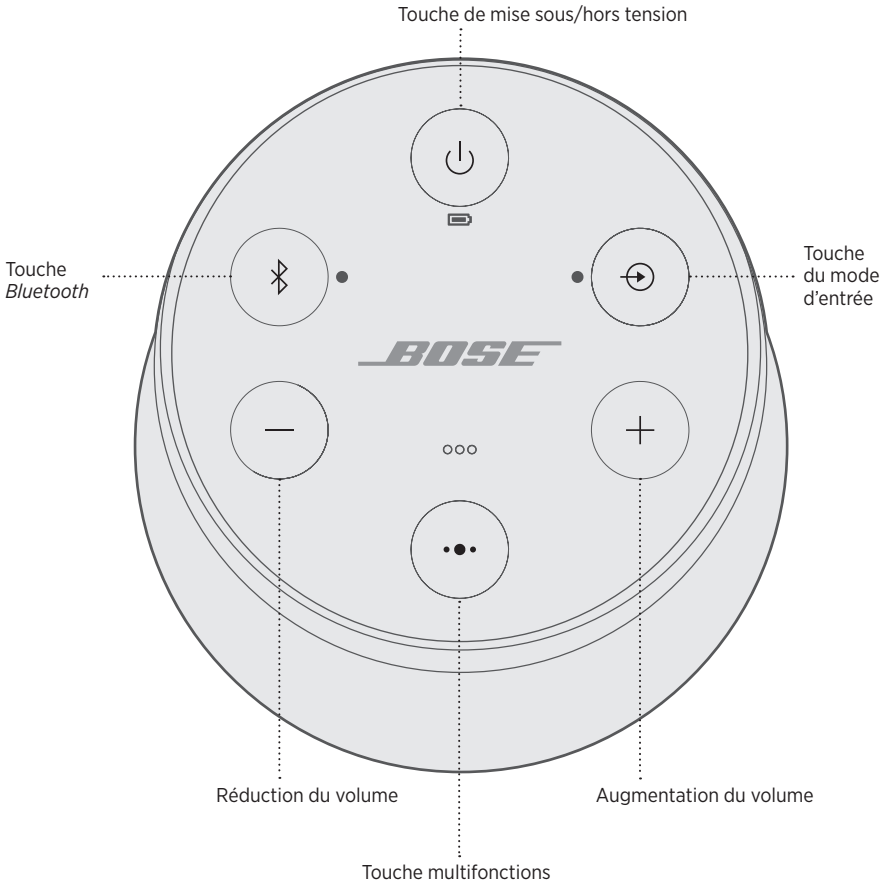 Touche de mise sous/hors tension
Touche
Bluetooth
Touche
du mode
d'entrée
BOSE
Réduction du volume
Augmentation du volume
Touche multifonctions